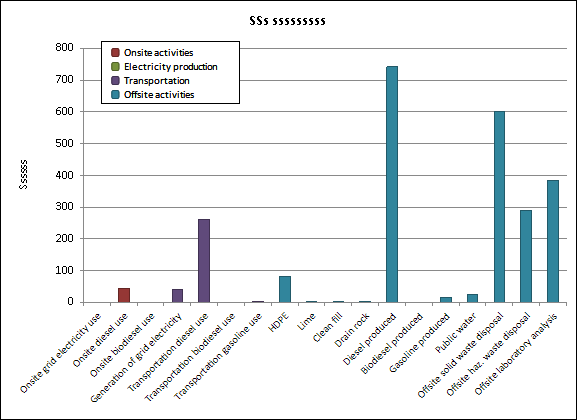 SSs sssssssss
Onsite activities
Electricity production
Transportation
Offsite activities
800
700
600
500
400
300
200
100
0
Ssssss
Onsite grid electricity use
Onsite diesel use
Onsite biodiesel use
Generation of grid electricity
Transportation diesel use
Transportation biodiesel use
Transportation gasoline use
HDPE
Lime
Clean fill
Drain rock
Diesel produced
Biodiesel produced
Gasoline produced
Public water
Offsite solid waste disposal
Offsite haz. waste disposal
Offsite laboratory analysis